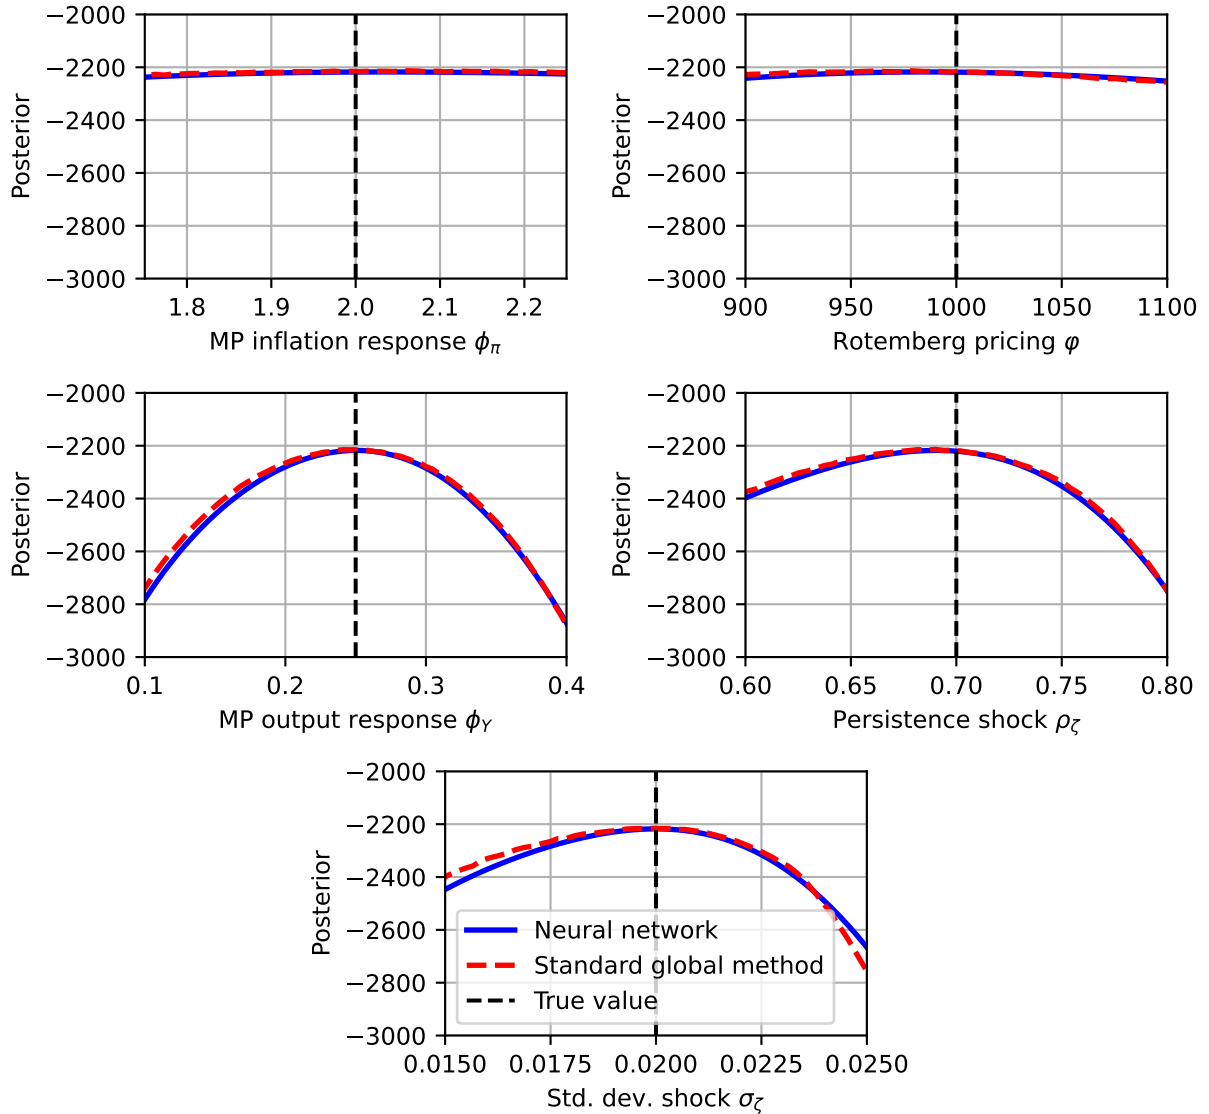 −2000
−2200
−2400
−2600
−2800
−3000
Posterior
1.8 1.9 2.0 2.1 2.2
MP inflation response ϕπ
−2000
−2200
−2400
−2600
−2800
−3000
Posterior
900 950 1000 1050 1100
Rotemberg pricing φ
−2000
−2200
−2400
−2600
−2800
−3000
Posterior
0.1 0.2 0.3 0.4
MP output response ϕY
−2000
−2200
−2400
−2600
−2800
−3000
Posterior
0.60 0.65 0.70 0.75 0.80
Persistence shock ρζ
−2000
−2200
−2400
−2600
−2800
−3000
Posterior
Neural network
Standard global method
True value
0.0150 0.0175 0.0200 0.0225 0.0250
Std. dev. shock σζ